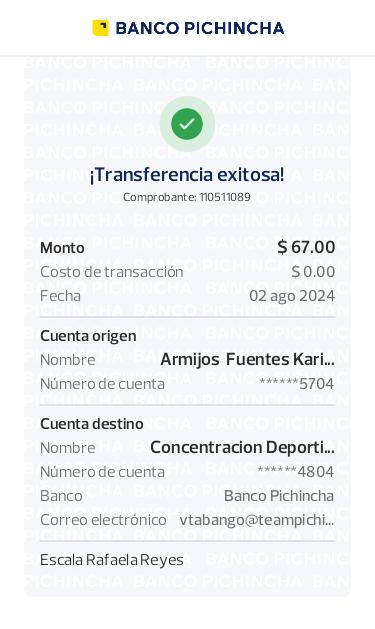 BANCO PICHINCHA
¡Transferencia exitosa!
Comprobante: 110511089
Monto $ 67.00
Costo de transacción $ 0.00
Fecha 02 ago 2024
Cuenta origen
Nombre Armijos Fuentes Kari...
Número de cuenta ******5704
Cuenta destino
Nombre Concentracion Deporti...
Número de cuenta ******4804
Banco Banco Pichincha
Correo electrónico vtabango@teampichi...
Escala Rafaela Reyes